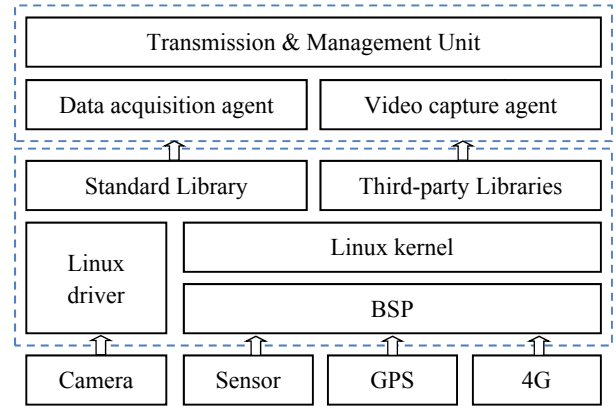 Transmission & Management Unit
Data acquisition agent
Video capture agent
Standard Library
Third-party Libraries
Linux
driver
Linux kernel
BSP
Camera
Sensor
GPS
4G